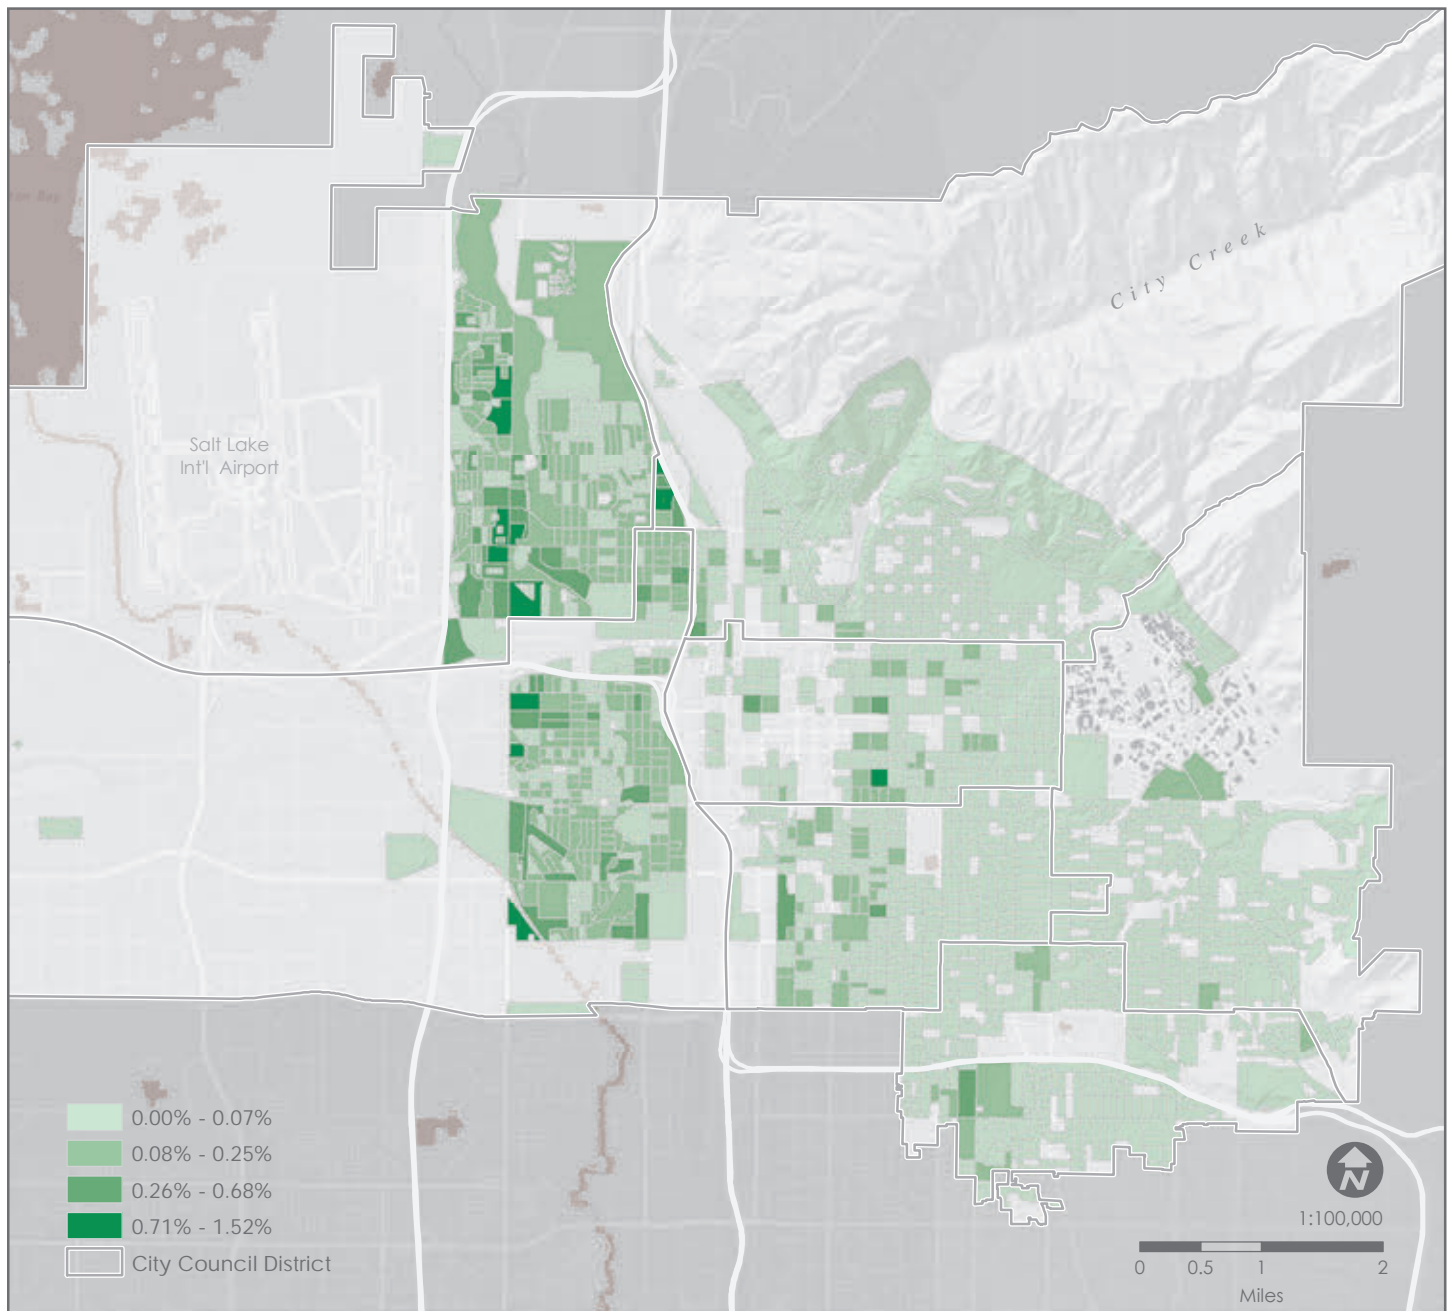 City Creek
Salt Lake
Int'l Airport
0.00% - 0.07%
0.08% - 0.25%
0.26% - 0.68%
0.71% - 1.52%
City Council District
N
1:100,000
0 0.5 1 2
Miles